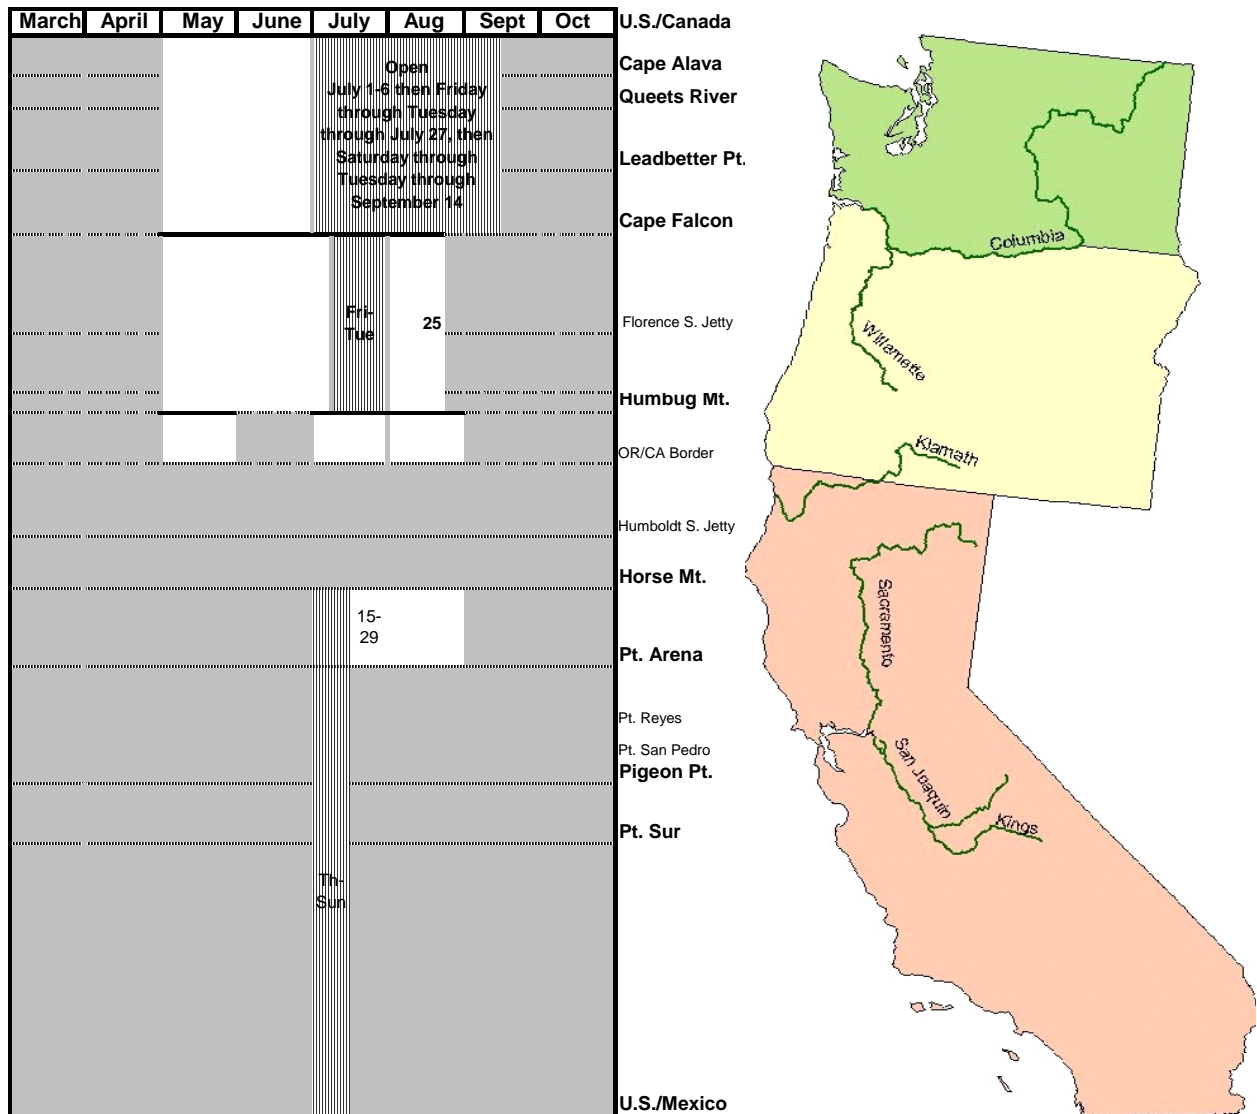 March April May June July Aug Sept Oct
U.S./Canada
Open
July 1-6 then Friday
through Tuesday
through July 27, then
Saturday through
Tuesday through
September 14
Cape Alava
Queets River
Leadbetter Pt.
Cape Falcon
Fri-
Tue
25
Florence S. Jetty
Humbug Mt.
OR/CA Border
Humboldt S. Jetty
Horse Mt.
15-
29
Pt. Arena
Pt. Reyes
Pt. San Pedro
Pigeon Pt.
Pt. Sur
Th-
Sun
U.S./Mexico
Columbia
Willamette
Klamath
Sacramento
San Joaquin
Kings